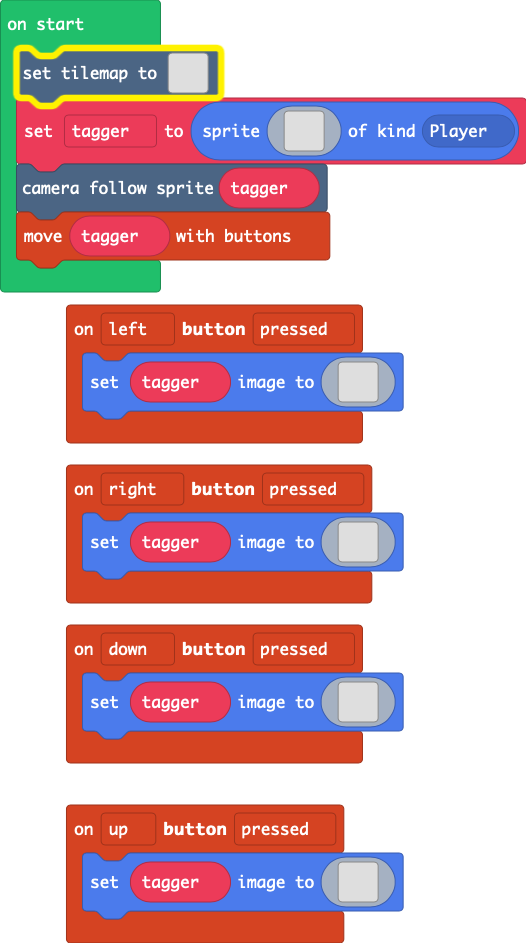 on start
set tilemap to
set tagger to sprite of kind Player
camera follow sprite tagger
move tagger with buttons
on left button pressed
set tagger image to
on right button pressed
set tagger image to
on down button pressed
set tagger image to
on up button pressed
set tagger image to